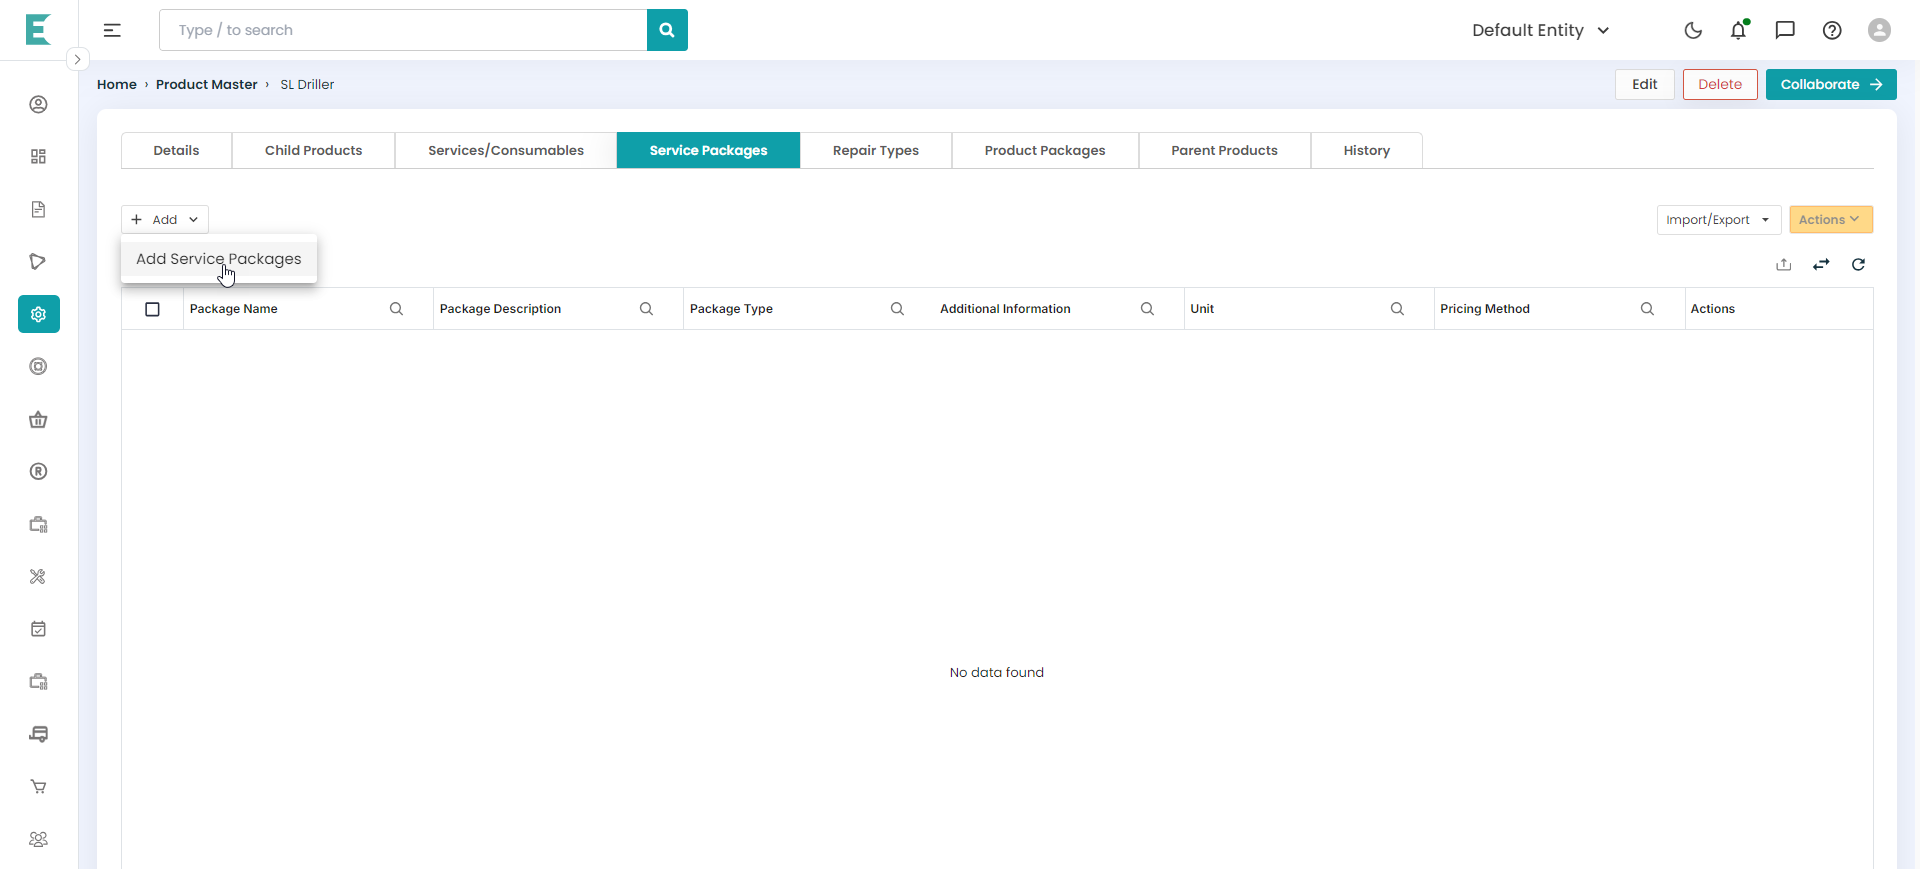 Type / to search
Default Entity
Home › Product Master › SL Driller
Edit
Delete
Collaborate
Details
Child Products
Services/Consumables
Service Packages
Repair Types
Product Packages
Parent Products
History
Add
Import/Export
Actions
Add Service Packages
Package Name
Package Description
Package Type
Additional Information
Unit
Pricing Method
Actions
No data found